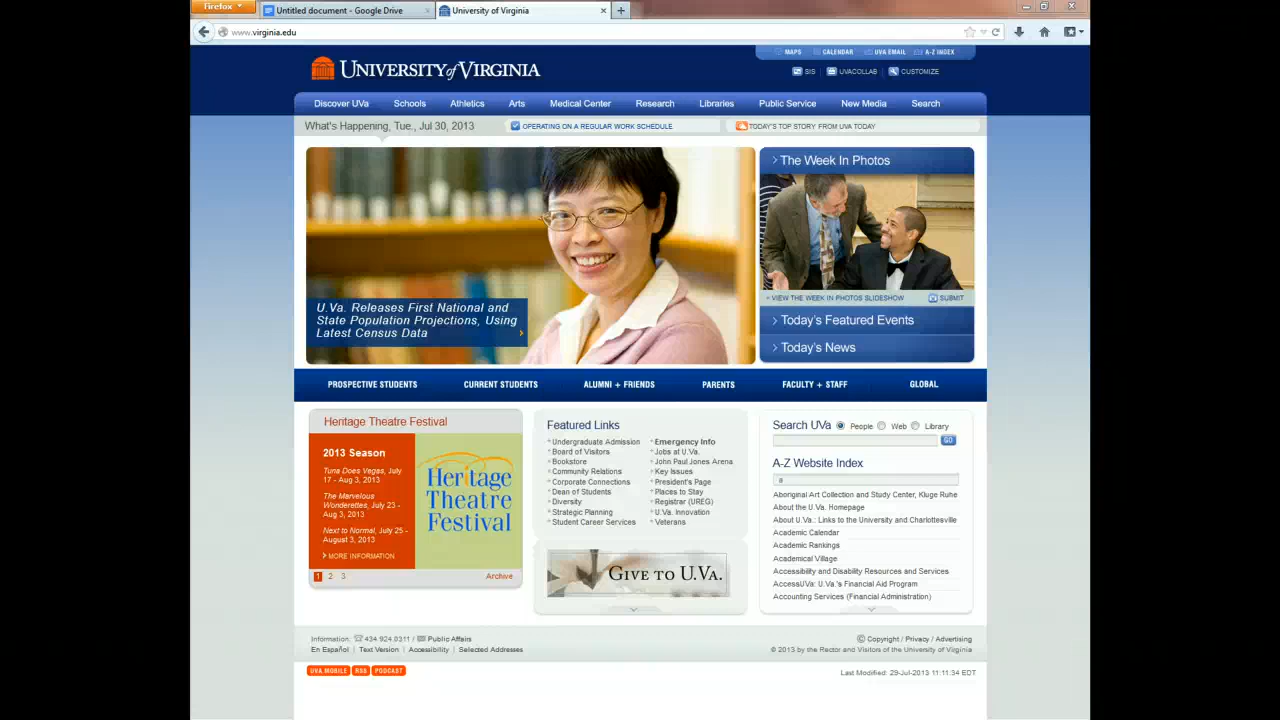 Firefox
Untitled document - Google Drive
University of Virginia
www.virginia.edu
MAPS
CALENDAR
UVA EMAIL
A-Z INDEX
UNIVERSITY of VIRGINIA
SIS
UVACOLLAB
CUSTOMIZE
Discover UVa
Schools
Athletics
Arts
Medical Center
Research
Libraries
Public Service
New Media
Search
What's Happening, Tue., Jul 30, 2013
OPERATING ON A REGULAR WORK SCHEDULE
TODAY'S TOP STORY FROM UVA TODAY
U.Va. Releases First National and
State Population Projections, Using
Latest Census Data
The Week In Photos
VIEW THE WEEK IN PHOTOS SLIDESHOW
SUBMIT
Today's Featured Events
Today's News
PROSPECTIVE STUDENTS
CURRENT STUDENTS
ALUMNI + FRIENDS
PARENTS
FACULTY + STAFF
GLOBAL
Heritage Theatre Festival
2013 Season
Tuna Does Vegas, July
17 - Aug 3, 2013
The Marvelous
Wonderettes, July 23 -
Aug 3, 2013
Next to Normal, July 25 -
August 3, 2013
MORE INFORMATION
Heritage
Theatre
Festival
1 2 3
Archive
Featured Links
Undergraduate Admission
Board of Visitors
Bookstore
Community Relations
Corporate Connections
Dean of Students
Diversity
Strategic Planning
Student Career Services
Emergency Info
Jobs at U.Va.
John Paul Jones Arena
Key Issues
President's Page
Places to Stay
Registrar (UREG)
U.Va. Innovation
Veterans
GIVE TO U.VA.
Search UVa
People
Web
Library
GO
A-Z Website Index
a
Aboriginal Art Collection and Study Center, Kluge Ruhe
About the U.Va. Homepage
About U.Va.: Links to the University and Charlottesville
Academic Calendar
Academic Rankings
Academical Village
Accessibility and Disability Resources and Services
AccessUVa: U.Va.'s Financial Aid Program
Accounting Services (Financial Administration)
Information: 434.924.0311 / Public Affairs
En Español | Text Version | Accessibility | Selected Addresses
© Copyright / Privacy / Advertising
© 2013 by the Rector and Visitors of the University of Virginia
UVA MOBILE
RSS
PODCAST
Last Modified: 29-Jul-2013 11:11:34 EDT